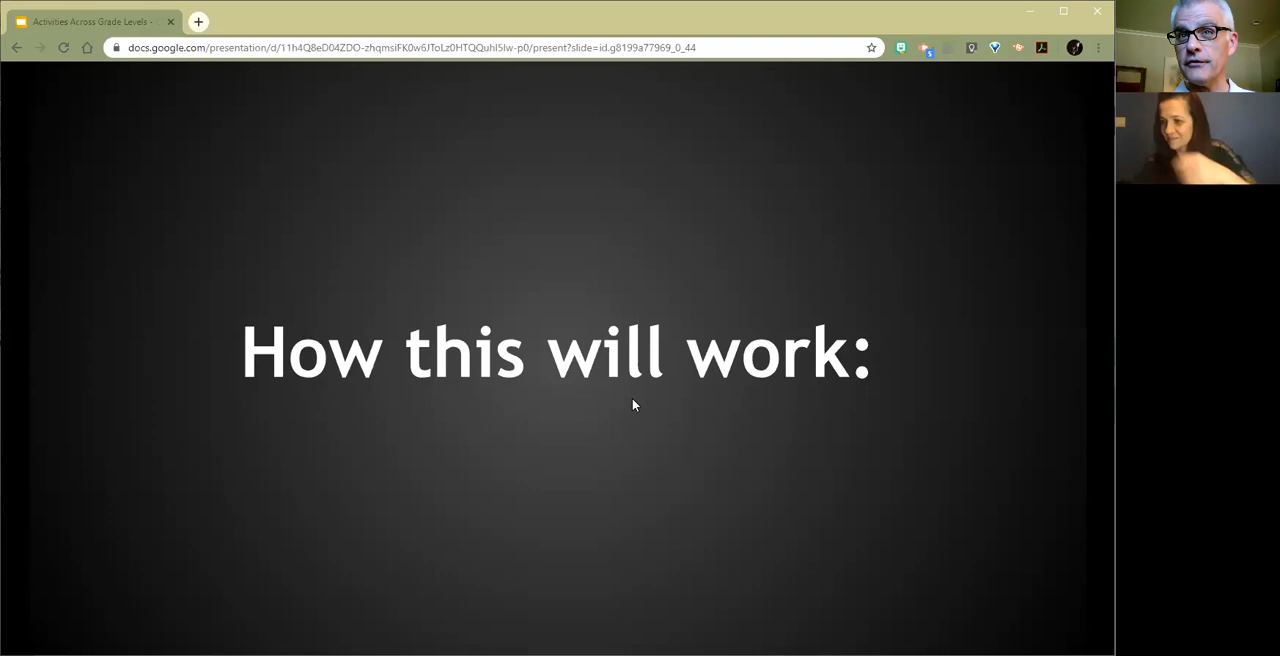 Activities Across Grade Levels -
docs.google.com/presentation/d/11h4Q8eD04ZDO-zhqmsiFK0w6JToLz0HTQQuhI5lw-p0/present?slide=id.g8199a77969_0_44
How this will work: